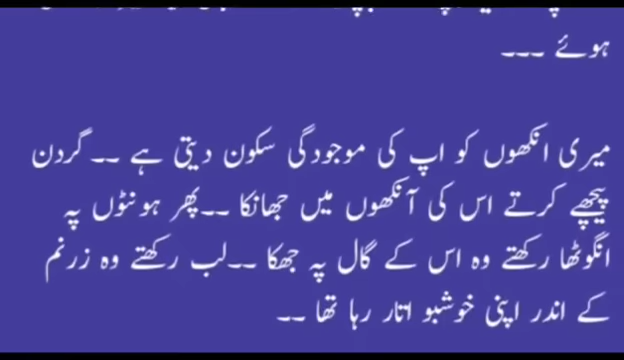 ہوئے ---
میری انکھوں کو اپ کی موجودگی سکون دیتی ہے -- گردن
پیچھے کرتے اس کی آنکھوں میں جھانکا -- پھر ہونٹوں پہ
انگوٹھا رکھتے وہ اس کے گال پہ جھکا -- لب رکھتے وہ زرنم
کے اندر اپنی خوشبو اتار رہا تھا --